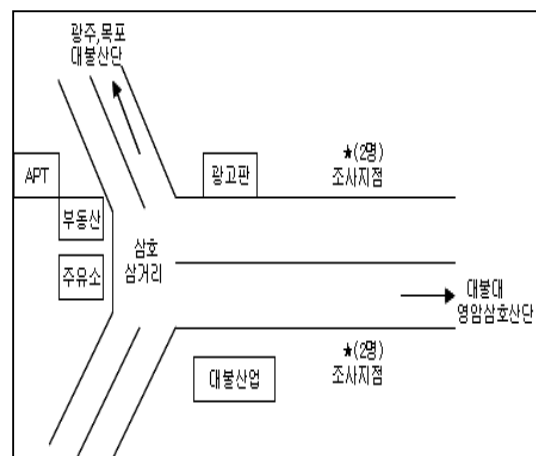 광주,목포
대불산단
APT
광고판
★(2명)
조사지점
부동산
삼호
삼거리
주유소
대불대
영암삼호산단
대불산업
★(2명)
조사지점